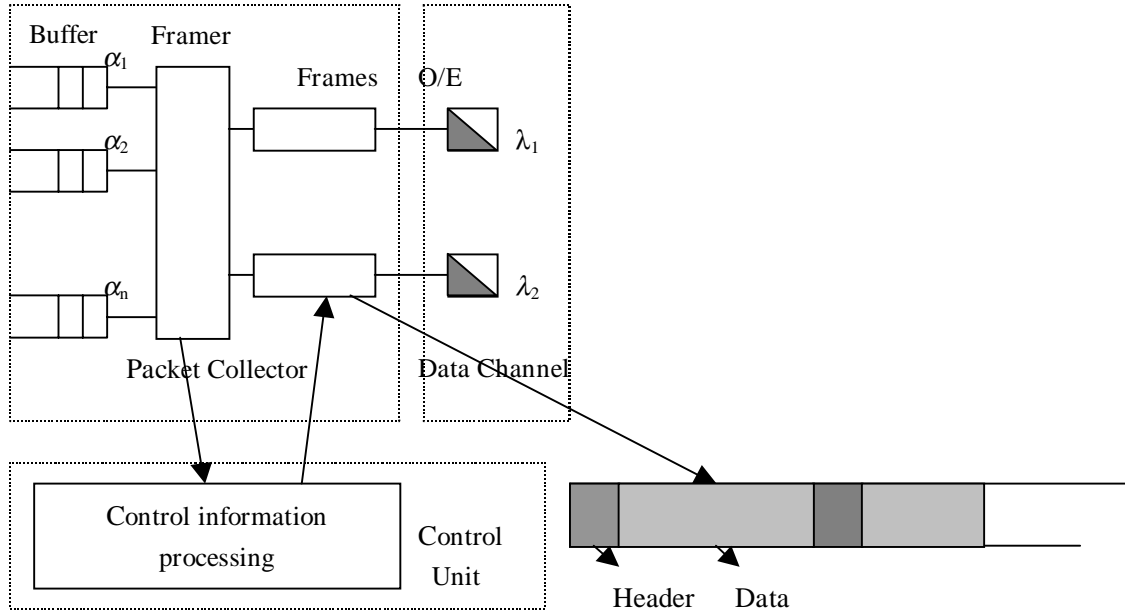 Buffer Framer
α1
Frames O/E
λ1
α2
αn
λ2
Packet Collector Data Channel
Control information
processing
Control
Unit
Header Data